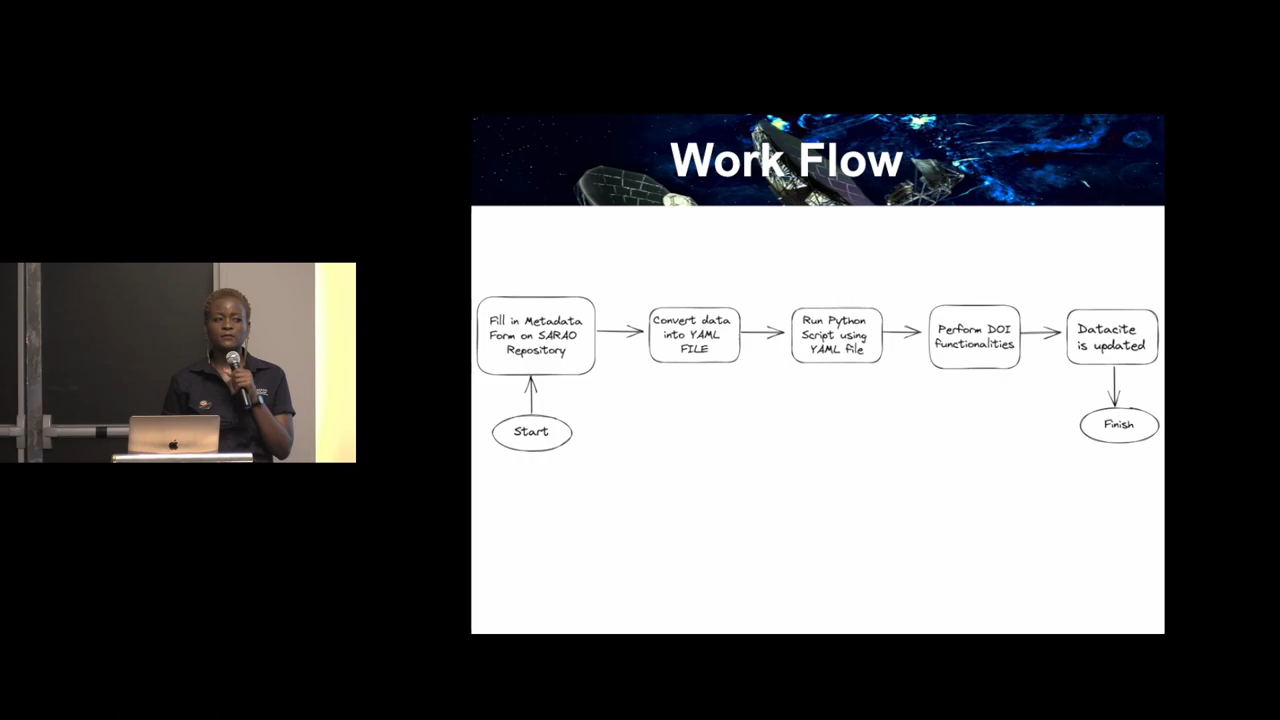 Work Flow
Fill in Metadata
Form on SARAO
Repository
Convert data
into YAML
FILE
Run Python
Script using
YAML file
Perform DOI
functionalities
Datacite
is updated
Start
Finish